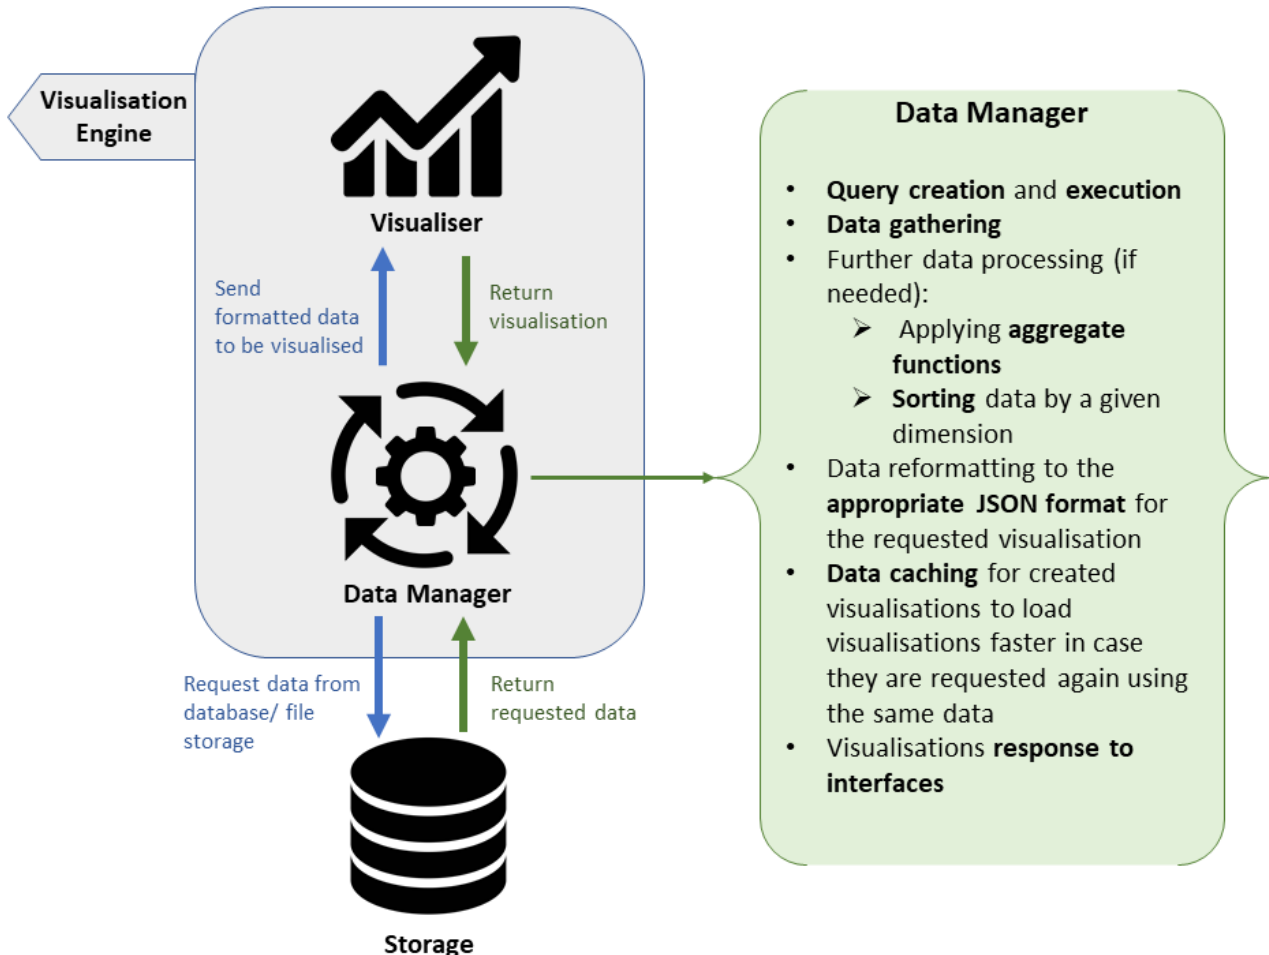 Visualisation
Engine
Visualiser
Send
formatted data
to be visualised
Return
visualisation
Data Manager
Request data from
database/ file
storage
Return
requested data
Storage
Data Manager
• Query creation and execution
• Data gathering
• Further data processing (if
needed):
➢ Applying aggregate
functions
➢ Sorting data by a given
dimension
• Data reformatting to the
appropriate JSON format for
the requested visualisation
• Data caching for created
visualisations to load
visualisations faster in case
they are requested again using
the same data
• Visualisations response to
interfaces